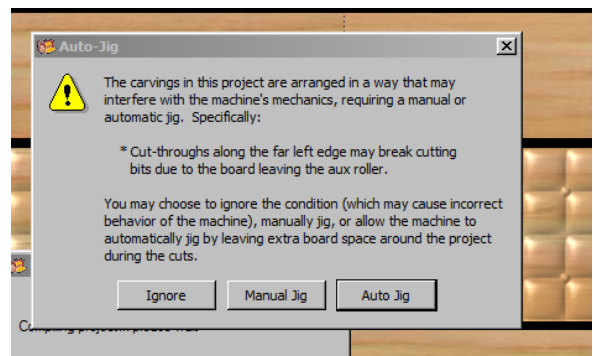 Auto-Jig
The carvings in this project are arranged in a way that may
interfere with the machine's mechanics, requiring a manual or
automatic jig. Specifically:
* Cut-throughs along the far left edge may break cutting
bits due to the board leaving the aux roller.
You may choose to ignore the condition (which may cause incorrect
behavior of the machine), manually jig, or allow the machine to
automatically jig by leaving extra board space around the project
during the cuts.
Ignore Manual Jig Auto Jig